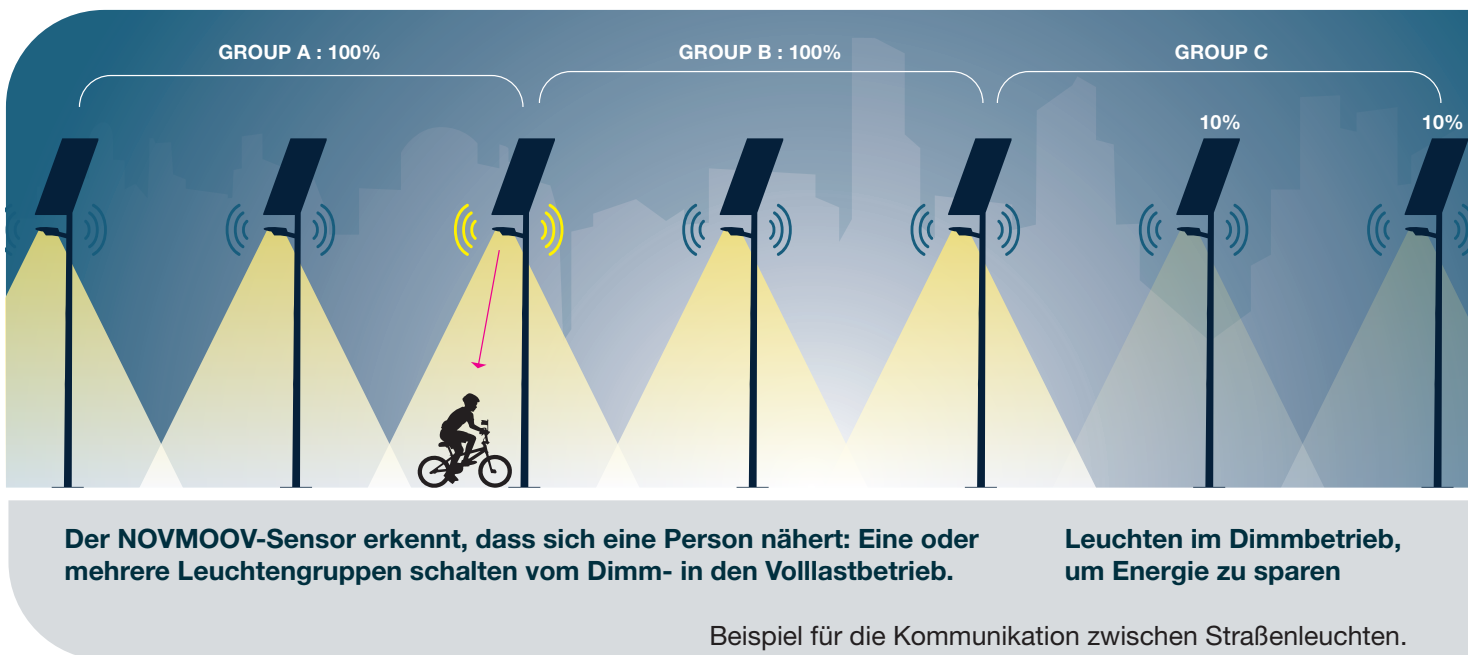 GROUP A : 100%
GROUP B : 100%
GROUP C
10%
10%
Der NOVMOOV-Sensor erkennt, dass sich eine Person nähert: Eine oder
mehrere Leuchtengruppen schalten vom Dimm- in den Volllastbetrieb.
Leuchten im Dimmbetrieb,
um Energie zu sparen
Beispiel für die Kommunikation zwischen Straßenleuchten.